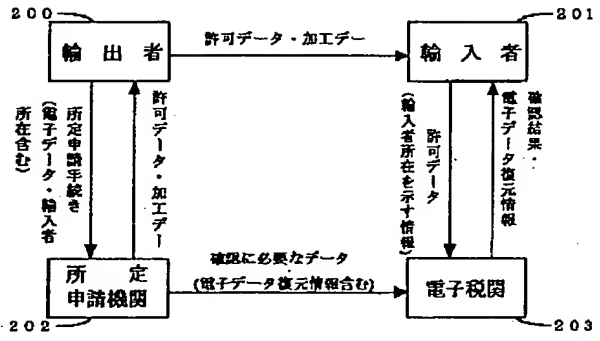 200
201
輸出者
許可データ・加工デー
輸入者
所定申請手続き
(電子データ・輸入者
所在含む)
許可データ・加工デー
許可データ
(輸入者所在を示す情報)
確認結果・
電子データ復元情報
所定
申請機関
確認に必要なデータ
(電子データ復元情報含む)
電子税関
202
203